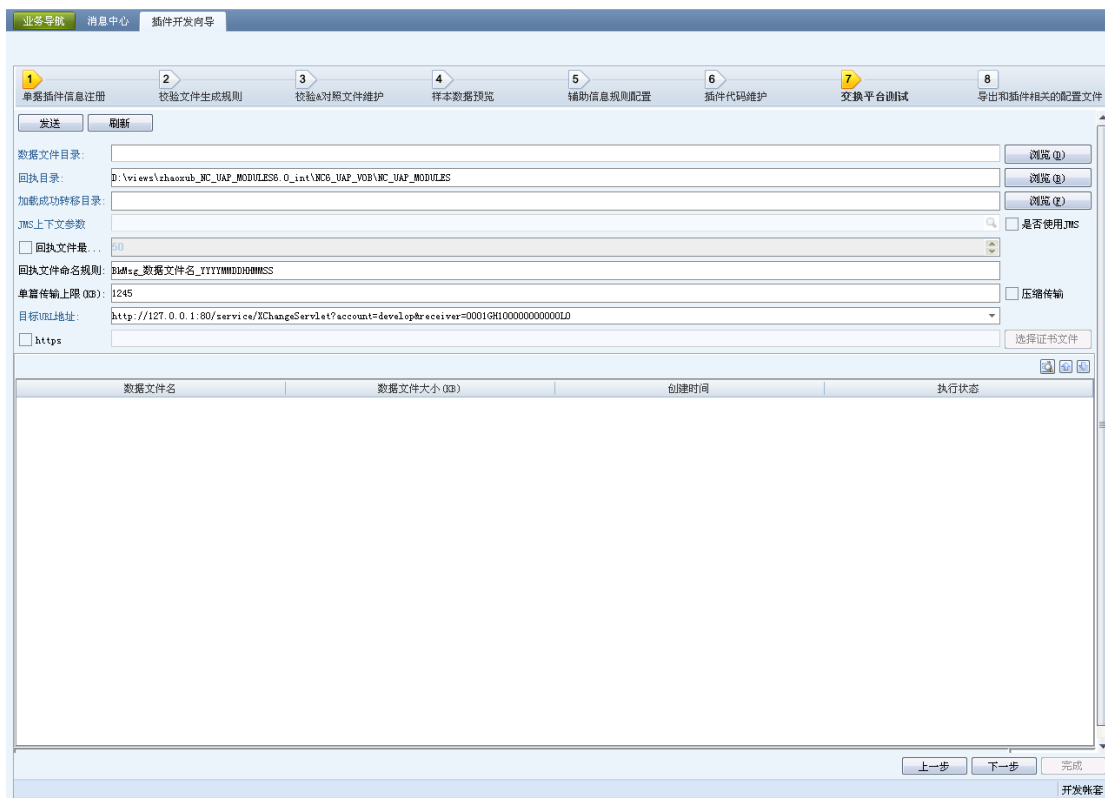 业务导航 消息中心 插件开发向导
1 2 3 4 5 6 7 8
单据插件信息注册 校验文件生成规则 校验&对照文件维护 样本数据预览 辅助信息规则配置 插件代码维护 交换平台测试 导出和插件相关的配置文件
发送 刷新
数据文件目录: 浏览(D)
回执目录: D:\views\zhaoxub_NC_UAP_MODULES6.0_int\NC6_UAP_VOB\NC_UAP_MODULES 浏览(B)
加载成功转移目录: 浏览(F)
JMS上下文参数 是否使用JMS
回执文件最... 50
回执文件命名规则: BkMsg_数据文件名_YYYYMMDDHHMMSS
单篇传输上限(KB): 1245 压缩传输
目标URL地址: http://127.0.0.1:80/service/XChangeServlet?account=develop&receiver=0001GH100000000000L0
https 选择证书文件
数据文件名 数据文件大小(KB) 创建时间 执行状态
上一步 下一步 完成
开发帐套